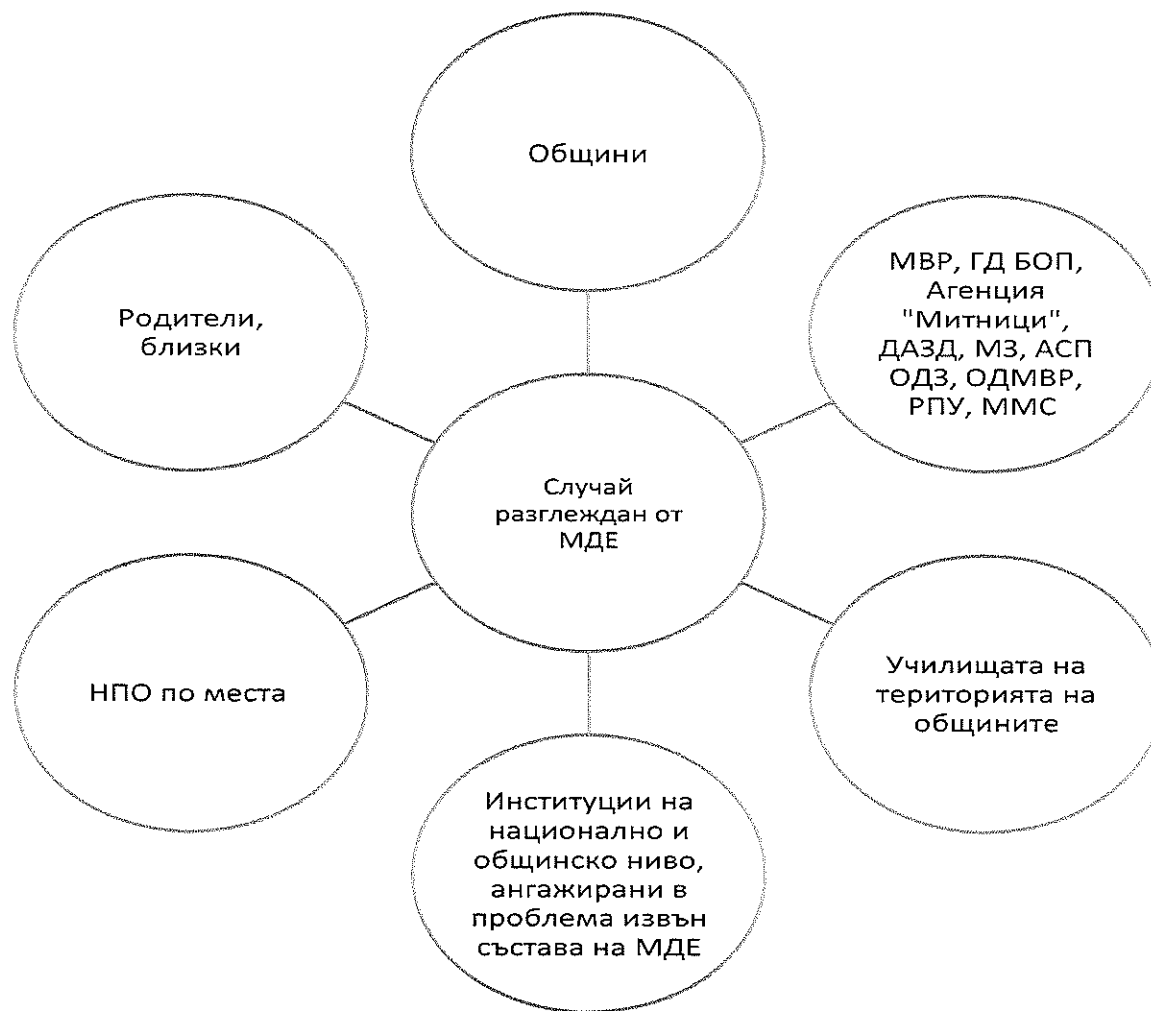 Общини
Родители,
близки
МВР, ГД БОП,
Агенция
"Митници",
ДАЗД, МЗ, АСП
ОДЗ, ОДМВР,
РПУ, ММС
Случай
разглеждан от
МДЕ
НПО по места
Училищата на
територията на
общините
Институции на
национално и
общинско ниво,
ангажирани в
проблема извън
състава на МДЕ